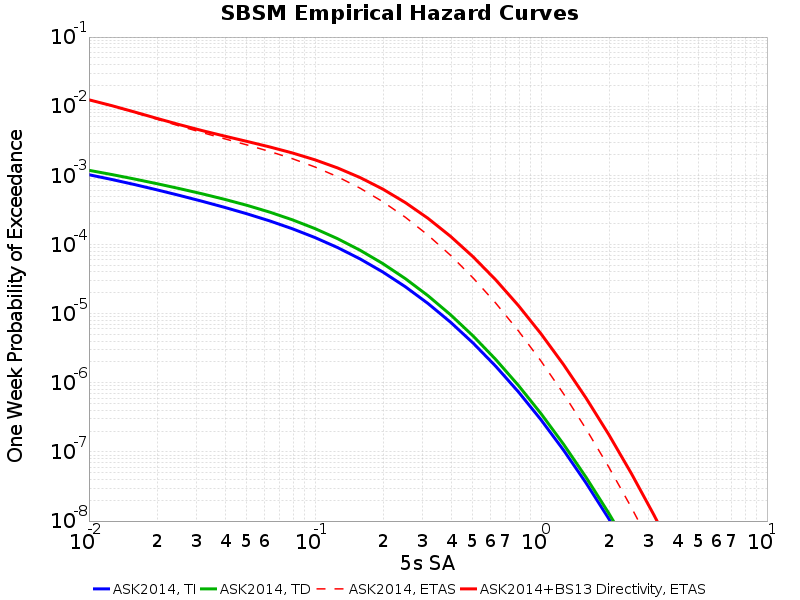 SBSM Empirical Hazard Curves
One Week Probability of Exceedance
10^-1
10^-2
10^-3
10^-4
10^-5
10^-6
10^-7
10^-8
10^-2 2 3 4 5 6 10^-1 2 3 4 5 6 7 10^0 2 3 4 5 6 7 10^1
5s SA
ASK2014, TI ASK2014, TD ASK2014, ETAS ASK2014+BS13 Directivity, ETAS